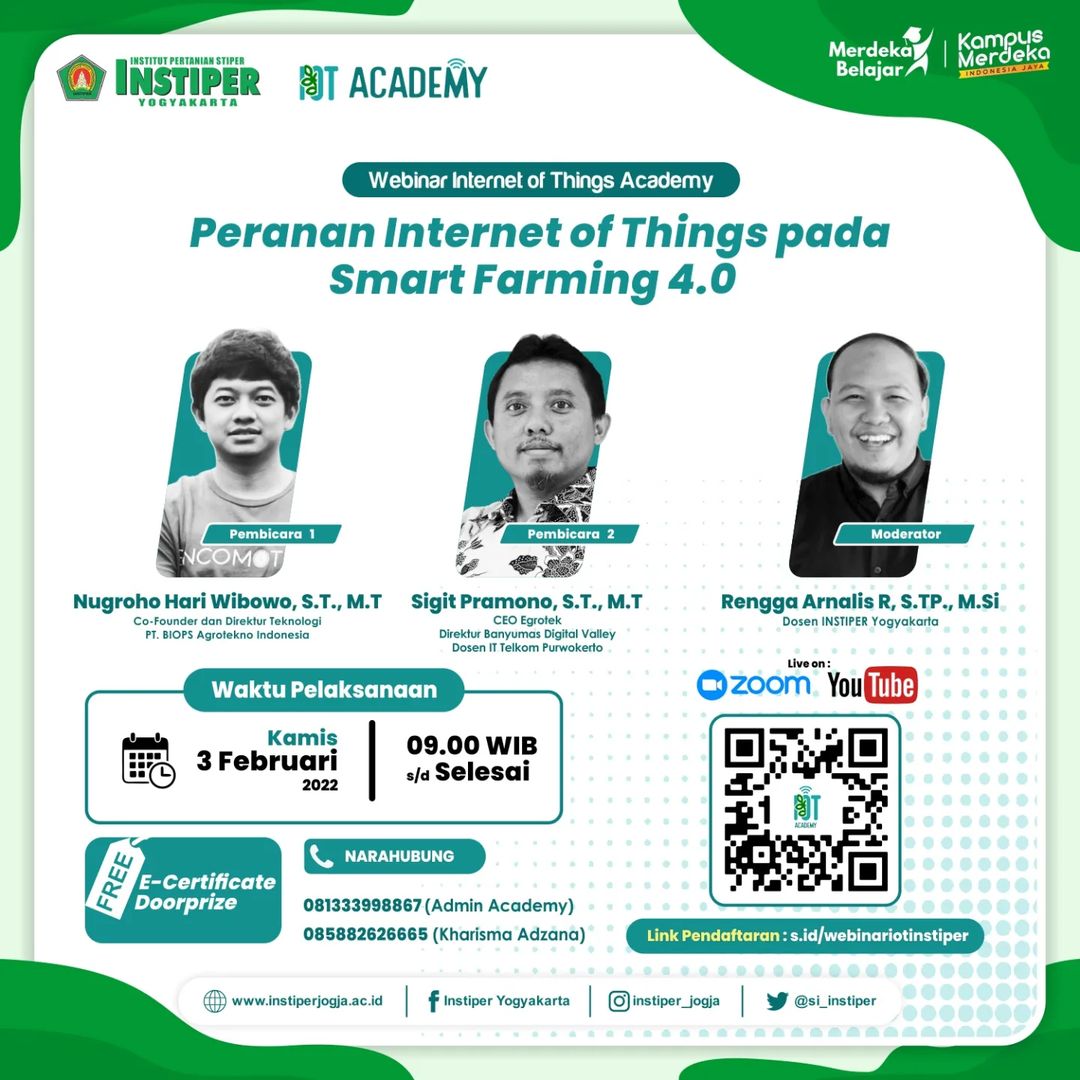 INSTITUT PERTANIAN STIPER
INSTIPER
YOGYAKARTA
IOT ACADEMY
Merdeka
Belajar
Kampus
Merdeka
INDONESIA JAYA
Webinar Internet of Things Academy
Peranan Internet of Things pada
Smart Farming 4.0
ENCOMOT
Pembicara 1
Pembicara 2
Moderator
Nugroho Hari Wibowo, S.T., M.T
Co-Founder dan Direktur Teknologi
PT. BIOPS Agrotekno Indonesia
Sigit Pramono, S.T., M.T
CEO Egrotek
Direktur Banyumas Digital Valley
Dosen IT Telkom Purwokerto
Rengga Arnalis R, S.TP., M.Si
Dosen INSTIPER Yogyakarta
Live on :
zoom YouTube
Waktu Pelaksanaan
Kamis
3 Februari
2022
09.00 WIB
s/d Selesai
IOT
ACADEMY
FREE
E-Certificate
Doorprize
NARAHUBUNG
081333998867 (Admin Academy)
085882626665 (Kharisma Adzana)
Link Pendaftaran : s.id/webinariotinstiper
www.instiperjogja.ac.id
Instiper Yogyakarta
instiper_jogja
@si_instiper